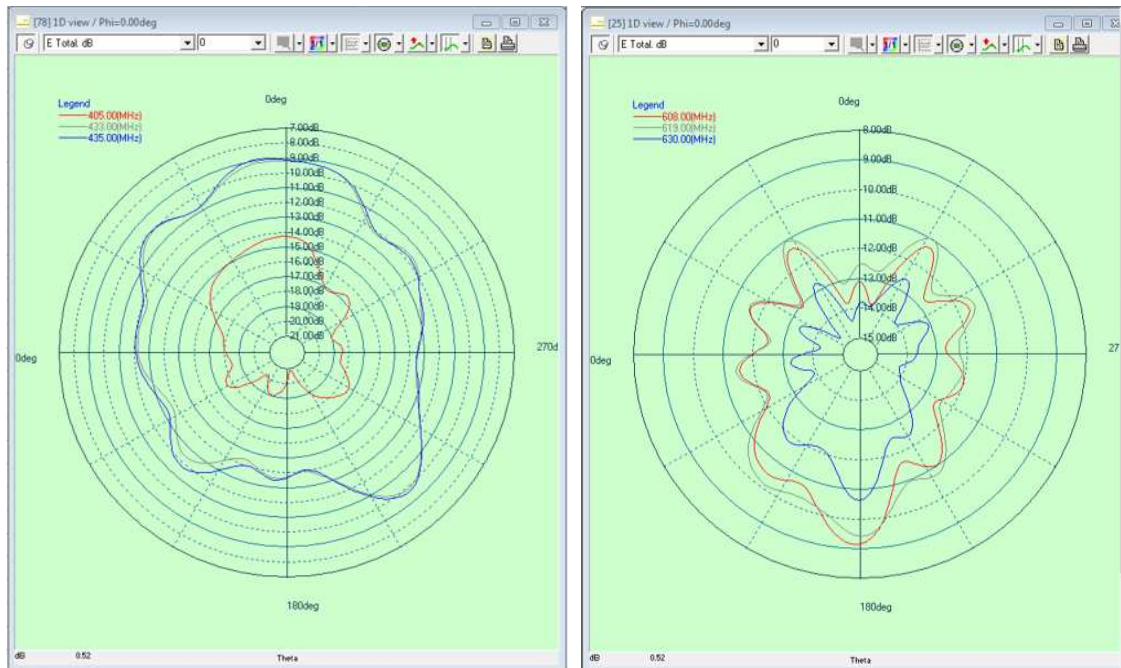 [78] 1D view / Phi=0.00deg
E Total. dB
0
Legend
405.00(MHz)
433.00(MHz)
435.00(MHz)
0deg
7.00dB
8.00dB
9.00dB
10.00dB
11.00dB
12.00dB
13.00dB
14.00dB
15.00dB
16.00dB
17.00dB
18.00dB
19.00dB
20.00dB
21.00dB
0deg
270d
180deg
dB 0.52 Theta
[25] 1D view / Phi=0.00deg
E Total. dB
0
Legend
608.00(MHz)
619.00(MHz)
630.00(MHz)
0deg
8.00dB
9.00dB
10.00dB
11.00dB
12.00dB
13.00dB
15.00dB
0deg
27
180deg
dB 0.52 Theta